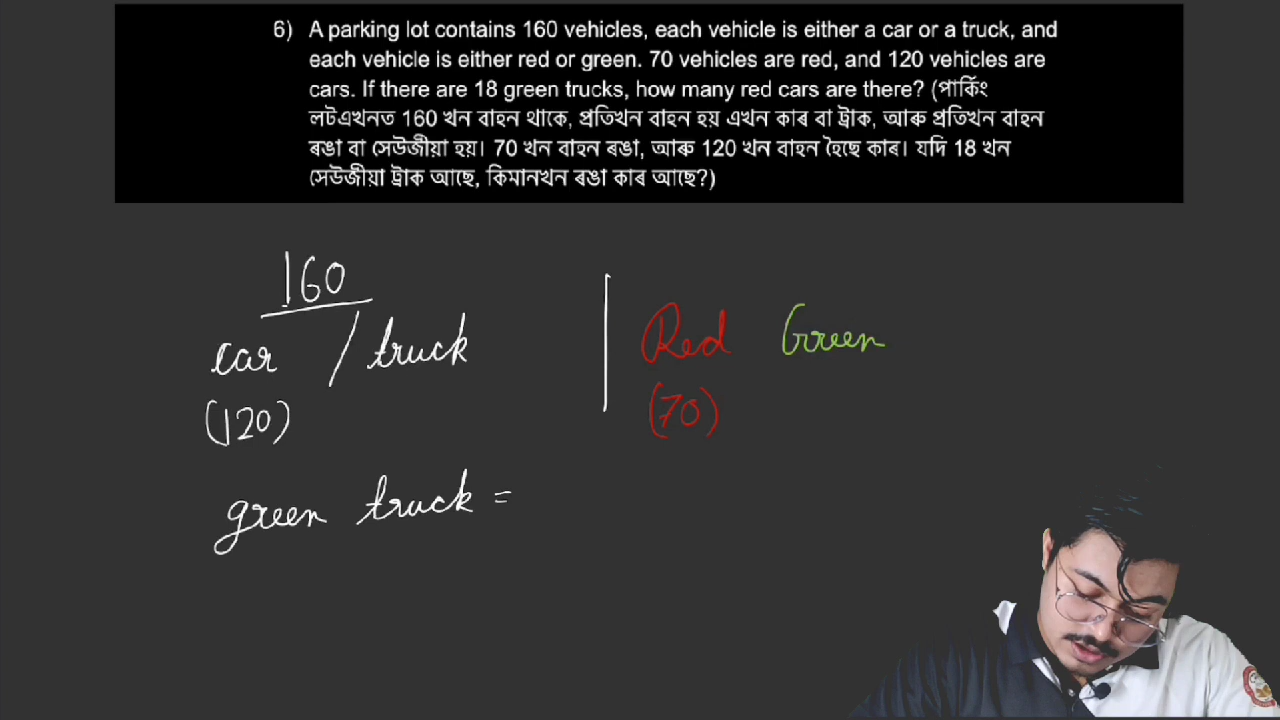 6) A parking lot contains 160 vehicles, each vehicle is either a car or a truck, and
each vehicle is either red or green. 70 vehicles are red, and 120 vehicles are
cars. If there are 18 green trucks, how many red cars are there? (পাৰ্কিং
লটএখনত 160 খন বাহন থাকে, প্ৰতিখন বাহন হয় এখন কাৰ বা ট্ৰাক, আৰু প্ৰতিখন বাহন
ৰঙা বা সেউজীয়া হয়। 70 খন বাহন ৰঙা, আৰু 120 খন বাহন হৈছে কাৰ। যদি 18 খন
সেউজীয়া ট্ৰাক আছে, কিমানখন ৰঙা কাৰ আছে?)
160
car / truck
(120)
Red Green
(70)
green truck =